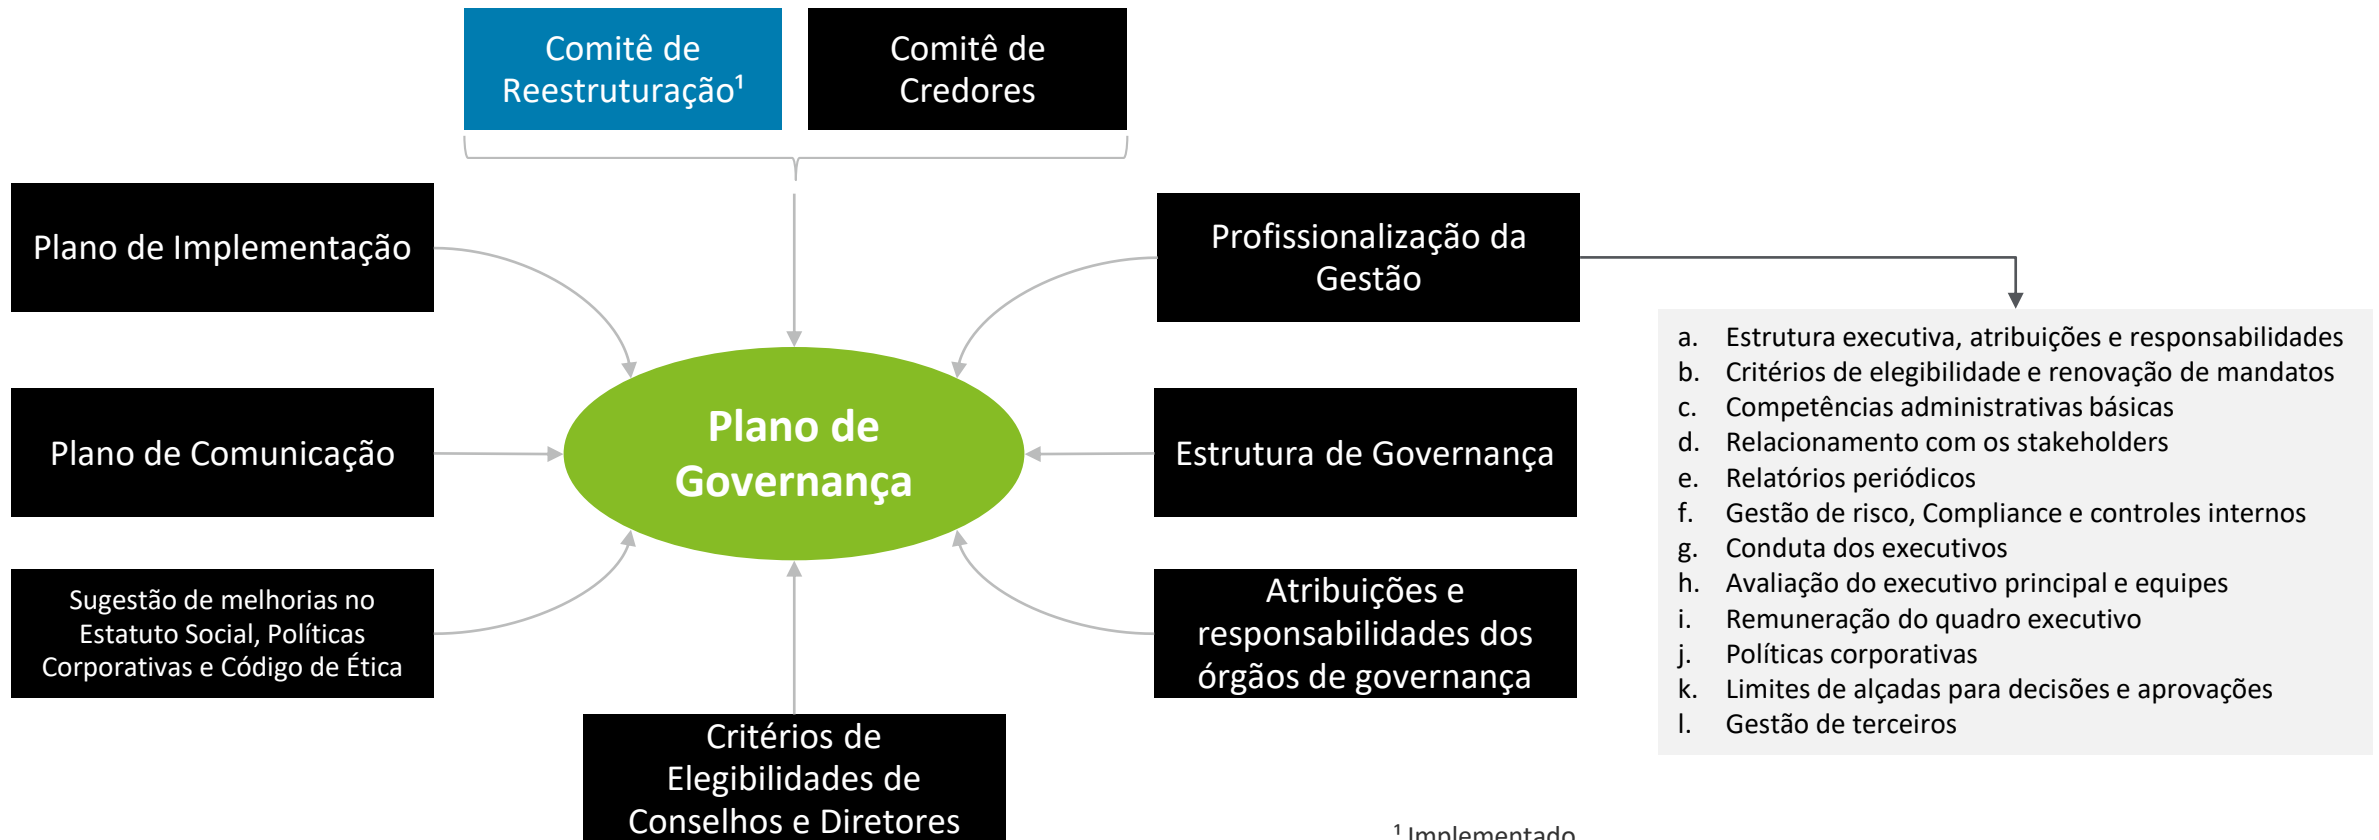 Comitê de
Reestruturação¹
Comitê de
Credores
Plano de Implementação
Profissionalização da
Gestão
Plano de Comunicação
Plano de
Governança
Estrutura de Governança
Sugestão de melhorias no
Estatuto Social, Políticas
Corporativas e Código de Ética
Atribuições e
responsabilidades dos
órgãos de governança
Critérios de
Elegibilidades de
Conselhos e Diretores
a. Estrutura executiva, atribuições e responsabilidades
b. Critérios de elegibilidade e renovação de mandatos
c. Competências administrativas básicas
d. Relacionamento com os stakeholders
e. Relatórios periódicos
f. Gestão de risco, Compliance e controles internos
g. Conduta dos executivos
h. Avaliação do executivo principal e equipes
i. Remuneração do quadro executivo
j. Políticas corporativas
k. Limites de alçadas para decisões e aprovações
l. Gestão de terceiros
¹ Implementado